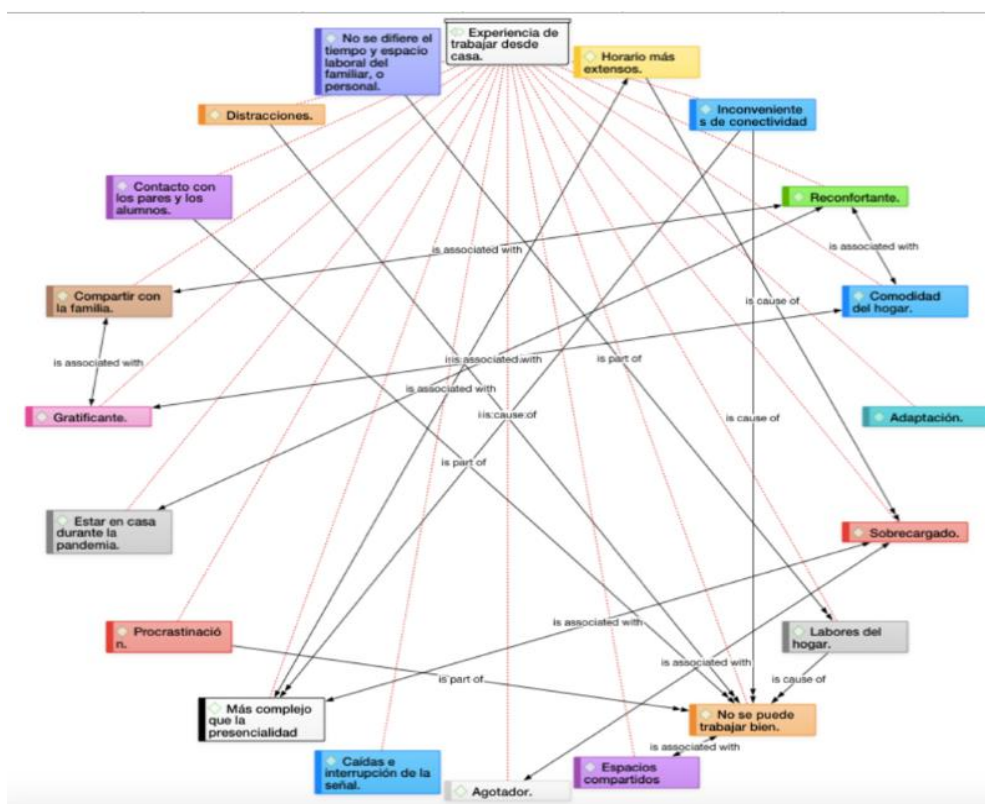 Experiencia de
trabajar desde
casa.
No se difiere el
tiempo y espacio
laboral del
familiar, o
personal.
Horario más
extensos.
Distracciones.
Inconveniente
s de conectividad
Contacto con
los pares y los
alumnos.
Reconfortante.
is associated with
is associated with
Compartir con
la familia.
is cause of
Comodidad
del hogar.
is associated with
is associated with
is part of
is associated with
Gratificante.
is cause of
is cause of
Adaptación.
is part of
Estar en casa
durante la
pandemia.
Sobrecargado.
Procrastinació
n.
is associated with
Labores del
hogar.
is associated with
is part of
is cause of
Más complejo
que la
presencialidad
No se puede
trabajar bien.
is associated with
Caídas e
interrupción de la
señal.
Espacios
compartidos
Agotador.